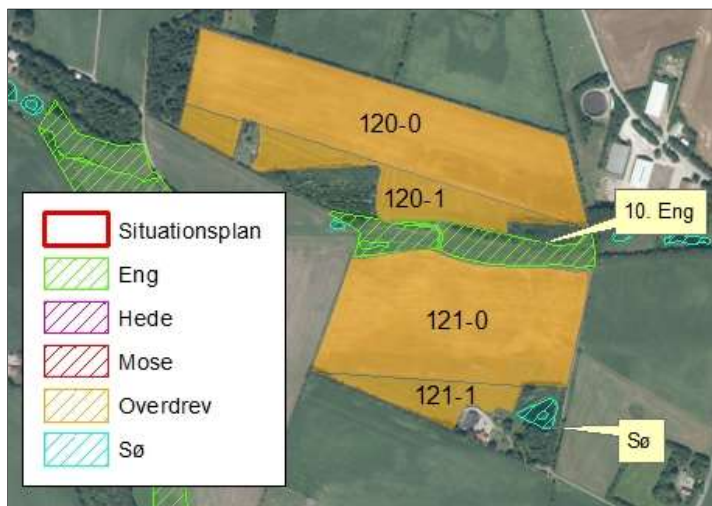 120-0
120-1
10. Eng
121-0
121-1
Sø
Situationsplan
Eng
Hede
Mose
Overdrev
Sø